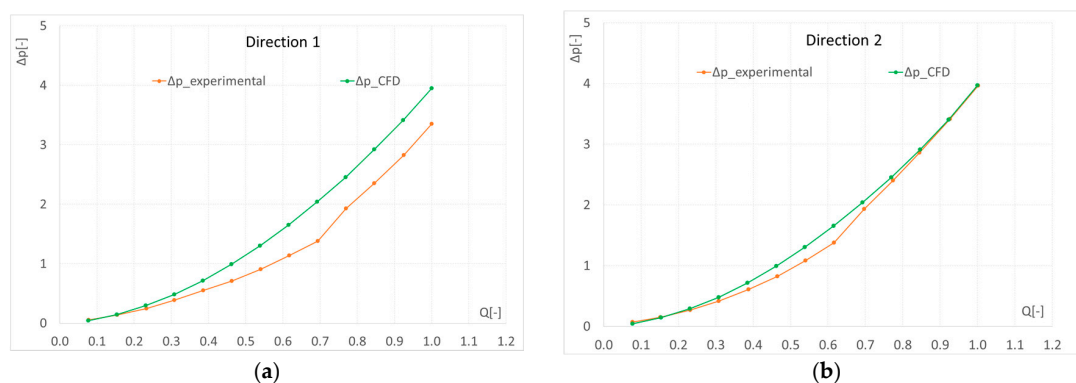 Direction 1
Δp[-]
Δp_experimental
Δp_CFD
5
4
3
2
1
0
Q[-]
0.0 0.1 0.2 0.3 0.4 0.5 0.6 0.7 0.8 0.9 1.0 1.1 1.2
(a)
Direction 2
Δp[-]
Δp_experimental
Δp_CFD
5
4
3
2
1
0
Q[-]
0.0 0.1 0.2 0.3 0.4 0.5 0.6 0.7 0.8 0.9 1.0 1.1 1.2
(b)